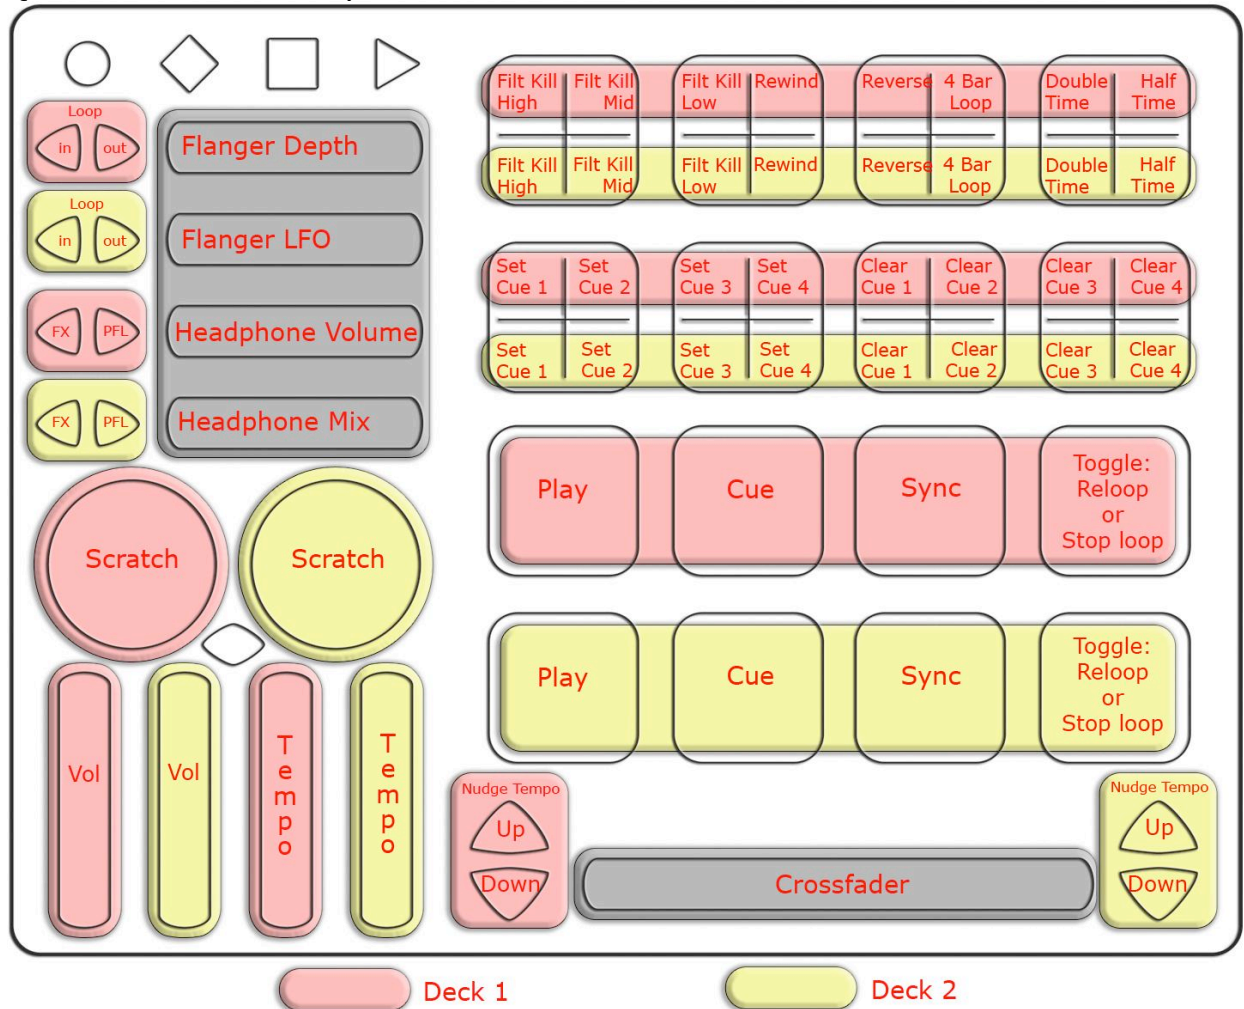 Loop
in out
Loop
in out
FX PFL
FX PFL
Flanger Depth
Flanger LFO
Headphone Volume
Headphone Mix
Scratch Scratch
Vol Vol
T
e
m
p
o
T
e
m
p
o
Filt Kill Filt Kill Filt Kill Rewind Reverse 4 Bar Double Half
High Mid Low Loop Time Time
Filt Kill Filt Kill Filt Kill Rewind Reverse 4 Bar Double Half
High Mid Low Loop Time Time
Set Set Set Set Clear Clear Clear Clear
Cue 1 Cue 2 Cue 3 Cue 4 Cue 1 Cue 2 Cue 3 Cue 4
Set Set Set Set Clear Clear Clear Clear
Cue 1 Cue 2 Cue 3 Cue 4 Cue 1 Cue 2 Cue 3 Cue 4
Play Cue Sync
Toggle:
Reloop
or
Stop loop
Play Cue Sync
Toggle:
Reloop
or
Stop loop
Nudge Tempo
Up
Down
Crossfader
Nudge Tempo
Up
Down
Deck 1 Deck 2